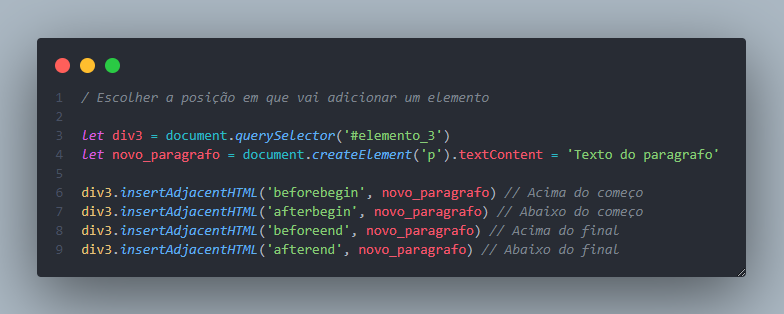 1 / Escolher a posição em que vai adicionar um elemento
2
3 let div3 = document.querySelector('#elemento_3')
4 let novo_paragrafo = document.createElement('p').textContent = 'Texto do paragrafo'
5
6 div3.insertAdjacentHTML('beforebegin', novo_paragrafo) // Acima do começo
7 div3.insertAdjacentHTML('afterbegin', novo_paragrafo) // Abaixo do começo
8 div3.insertAdjacentHTML('beforeend', novo_paragrafo) // Acima do final
9 div3.insertAdjacentHTML('afterend', novo_paragrafo) // Abaixo do final